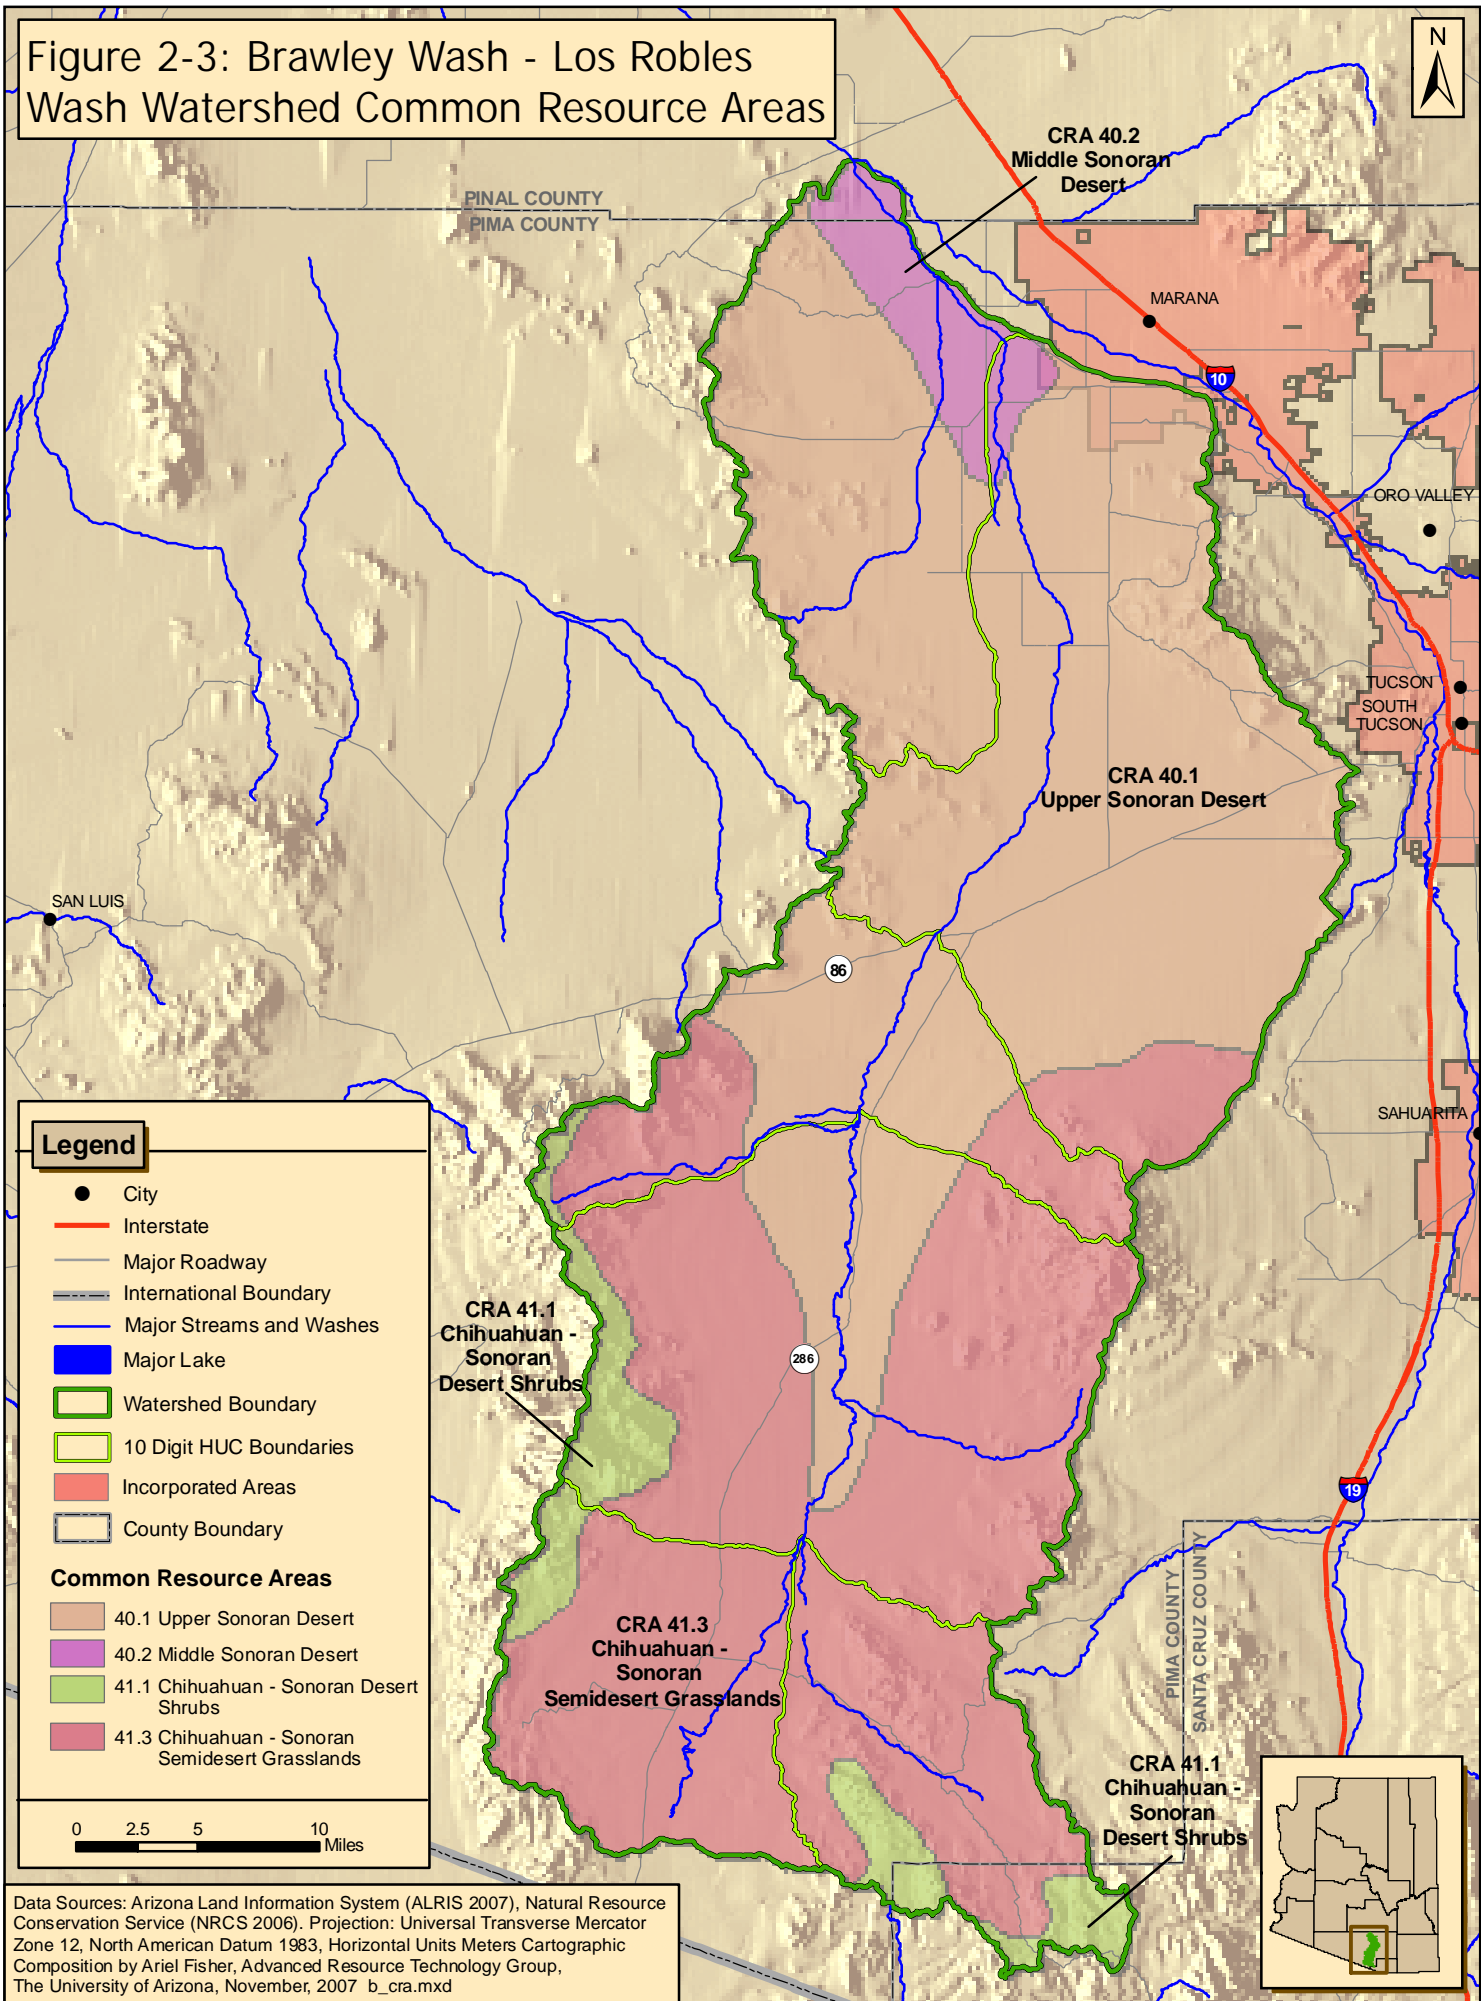 Figure 2-3: Brawley Wash - Los Robles
Wash Watershed Common Resource Areas
N
CRA 40.2
Middle Sonoran
Desert
PINAL COUNTY
PIMA COUNTY
MARANA
10
ORO VALLEY
TUCSON
SOUTH
TUCSON
CRA 40.1
Upper Sonoran Desert
SAN LUIS
86
SAHUARITA
CRA 41.1
Chihuahuan -
Sonoran
Desert Shrubs
286
19
PIMA COUNTY
SANTA CRUZ COUNTY
CRA 41.3
Chihuahuan -
Sonoran
Semidesert Grasslands
CRA 41.1
Chihuahuan -
Sonoran
Desert Shrubs
Legend
City
Interstate
Major Roadway
International Boundary
Major Streams and Washes
Major Lake
Watershed Boundary
10 Digit HUC Boundaries
Incorporated Areas
County Boundary
Common Resource Areas
40.1 Upper Sonoran Desert
40.2 Middle Sonoran Desert
41.1 Chihuahuan - Sonoran Desert
Shrubs
41.3 Chihuahuan - Sonoran
Semidesert Grasslands
0 2.5 5 10
Miles
Data Sources: Arizona Land Information System (ALRIS 2007), Natural Resource
Conservation Service (NRCS 2006). Projection: Universal Transverse Mercator
Zone 12, North American Datum 1983, Horizontal Units Meters Cartographic
Composition by Ariel Fisher, Advanced Resource Technology Group,
The University of Arizona, November, 2007 b_cra.mxd